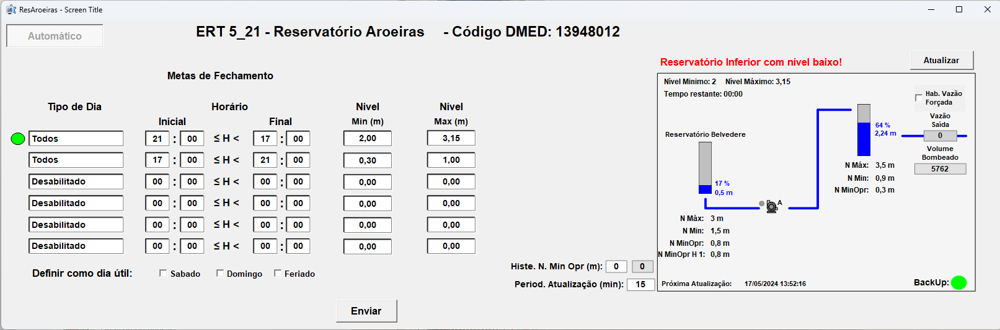 ResAroeiras - Screen Title
Automático
ERT 5_21 - Reservatório Aroeiras - Código DMED: 13948012
Metas de Fechamento
Tipo de Dia Horário Nível Nível
Inícial Final Min (m) Max (m)
Todos 21 : 00 ≤ H < 17 : 00 2,00 3,15
Todos 17 : 00 ≤ H < 21 : 00 0,30 1,00
Desabilitado 00 : 00 ≤ H < 00 : 00 0,00 0,00
Desabilitado 00 : 00 ≤ H < 00 : 00 0,00 0,00
Desabilitado 00 : 00 ≤ H < 00 : 00 0,00 0,00
Desabilitado 00 : 00 ≤ H < 00 : 00 0,00 0,00
Definir como dia útil: Sabado Domingo Feriado
Histe. N. Min Opr (m): 0 0
Period. Atualização (min): 15
Enviar
Reservatório Inferior com nível baixo!
Atualizar
Nível Minimo: 2 Nível Máximo: 3,15
Tempo restante: 00:00
Hab. Vazão
Forçada
Vazão
Saída
0
Volume
Bombeado
5762
64 %
2,24 m
N Máx: 3,5 m
N Min: 0,9 m
N MinOpr: 0,3 m
Reservatório Belvedere
17 %
0,5 m
A
N Máx: 3 m
N Min: 1,5 m
N MinOpr: 0,8 m
N MinOpr H 1: 0,8 m
Próxima Atualização: 17/05/2024 13:52:16
BackUp: